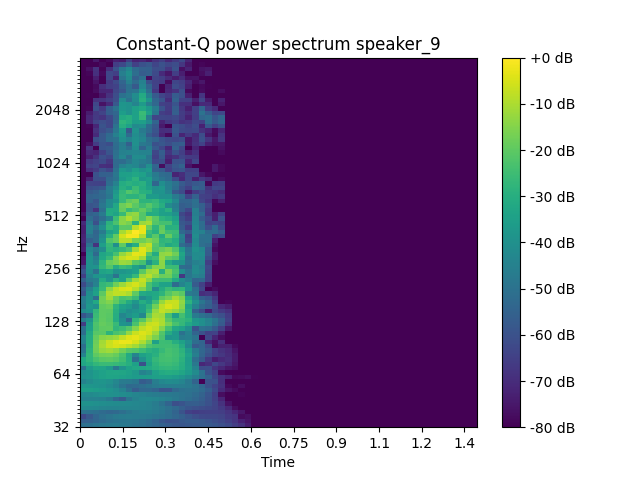 Constant-Q power spectrum speaker_9
Hz
2048
1024
512
256
128
64
32
0 0.15 0.3 0.45 0.6 0.75 0.9 1.1 1.2 1.4
Time
+0 dB
-10 dB
-20 dB
-30 dB
-40 dB
-50 dB
-60 dB
-70 dB
-80 dB